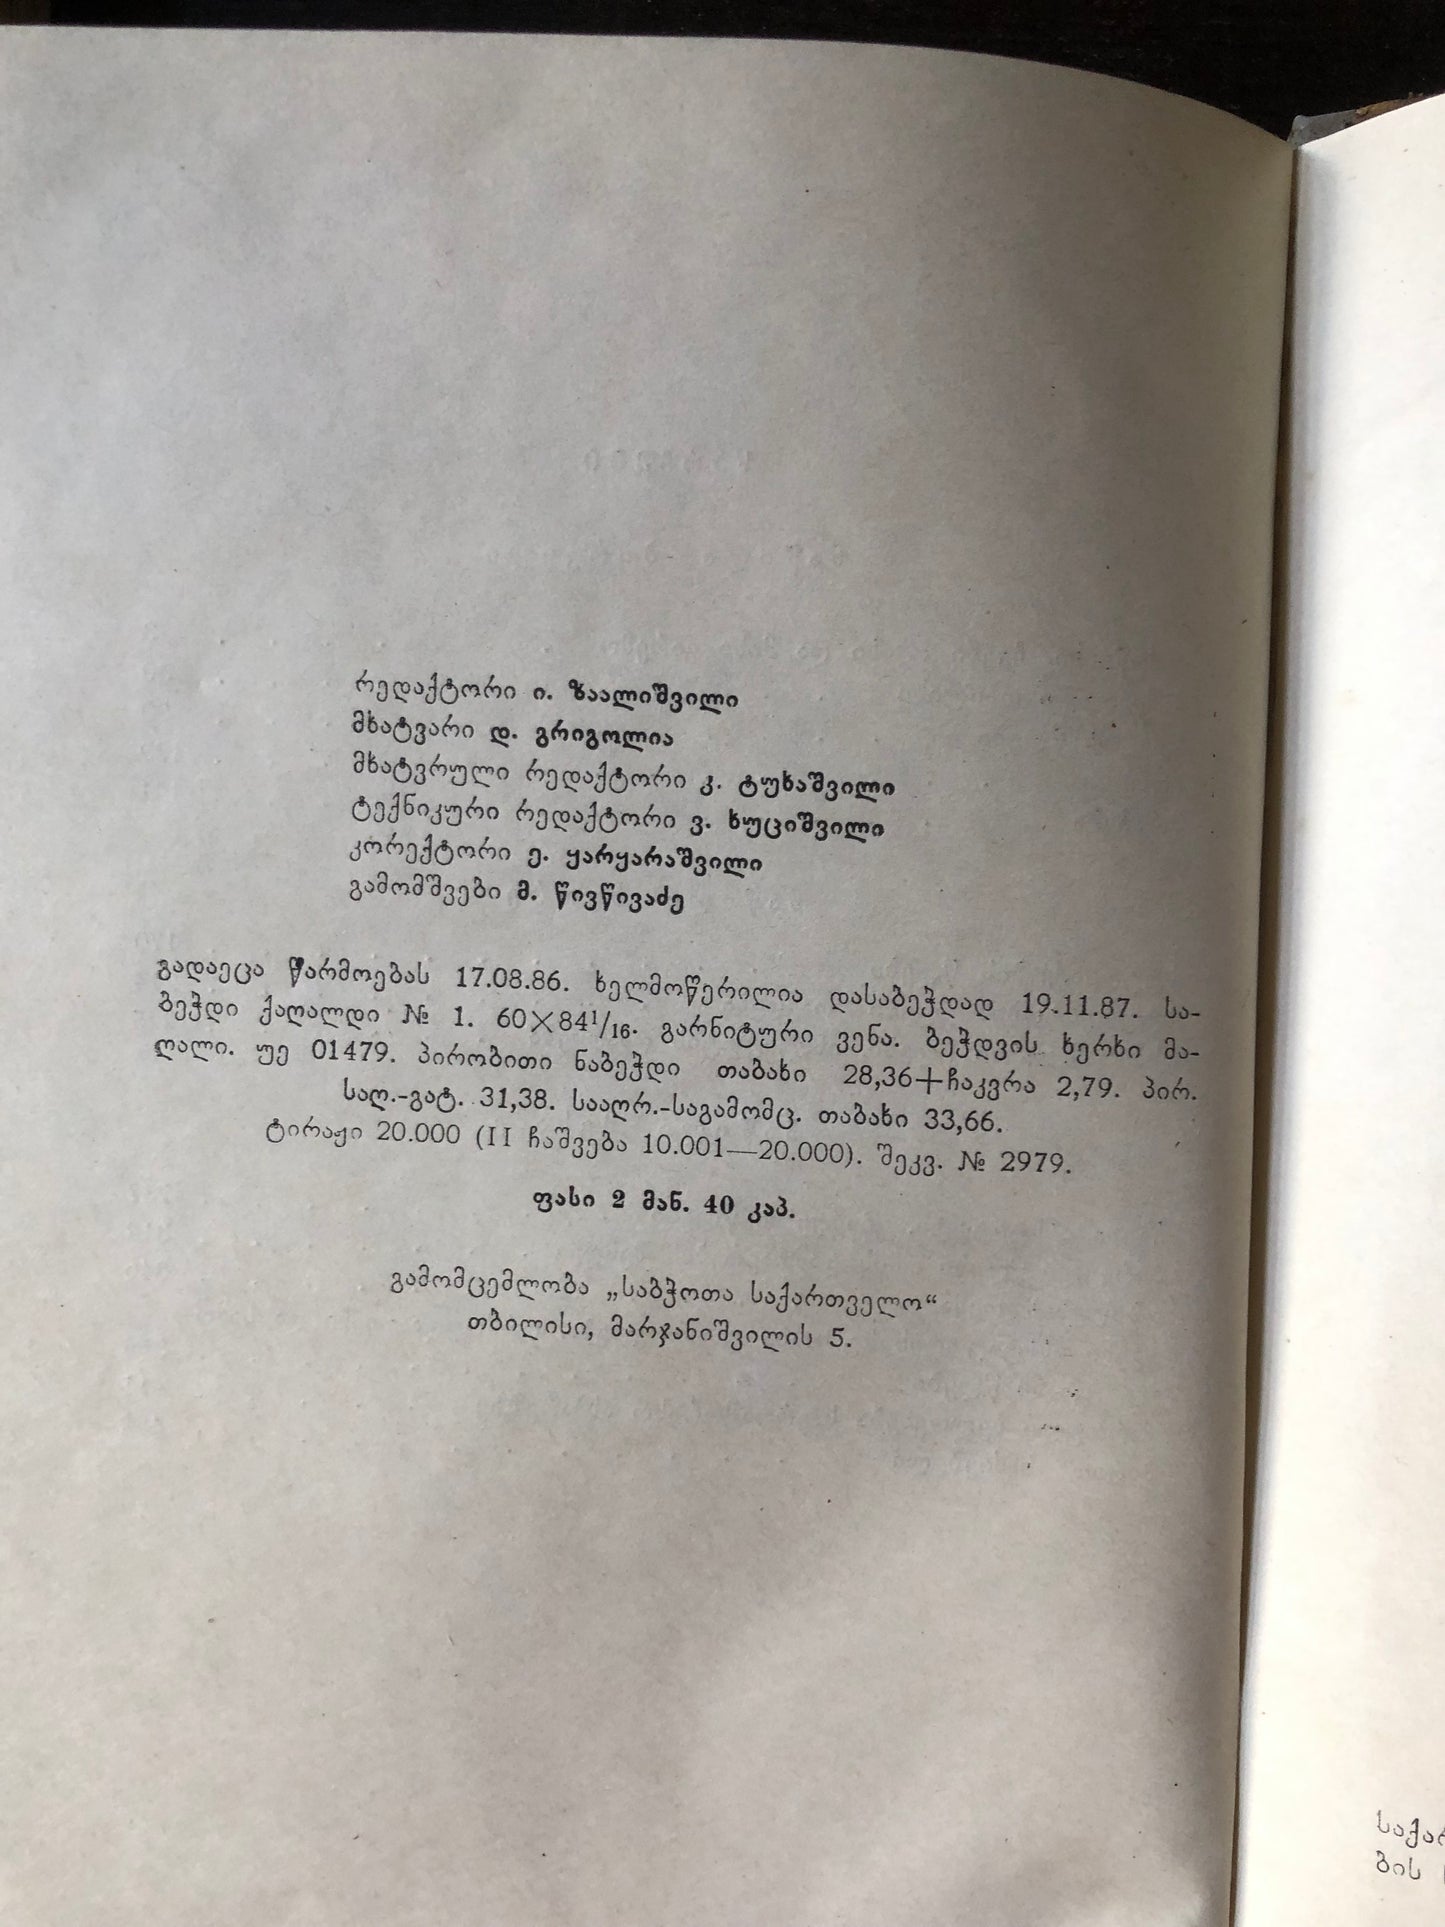 რედაქტორი ი. ზაალიშვილი
მხატვარი დ. გრიგოლია
მხატვრული რედაქტორი კ. ტუხაშვილი
ტექნიკური რედაქტორი ვ. ხუციშვილი
კორექტორი ე. ყარყარაშვილი
გამომშვები მ. წივწივაძე
გადაეცა წარმოებას 17.08.86. ხელმოწერილია დასაბეჭდად 19.11.87. სა-
ბეჭდი ქაღალდი № 1. 60×84¹/₁₆. გარნიტური ვენა. ბეჭდვის ხერხი მა-
ღალი. უე 01479. პირობითი ნაბეჭდი თაბახი 28,36+ჩაკვრა 2,79. პირ.
საღ.-გატ. 31,38. სააღრ.-საგამომც. თაბახი 33,66.
ტირაჟი 20.000 (II ჩაშვება 10.001—20.000). შეკვ. № 2979.
ფასი 2 მან. 40 კაპ.
გამომცემლობა „საბჭოთა საქართველო“
თბილისი, მარჯანიშვილის 5.
ბის